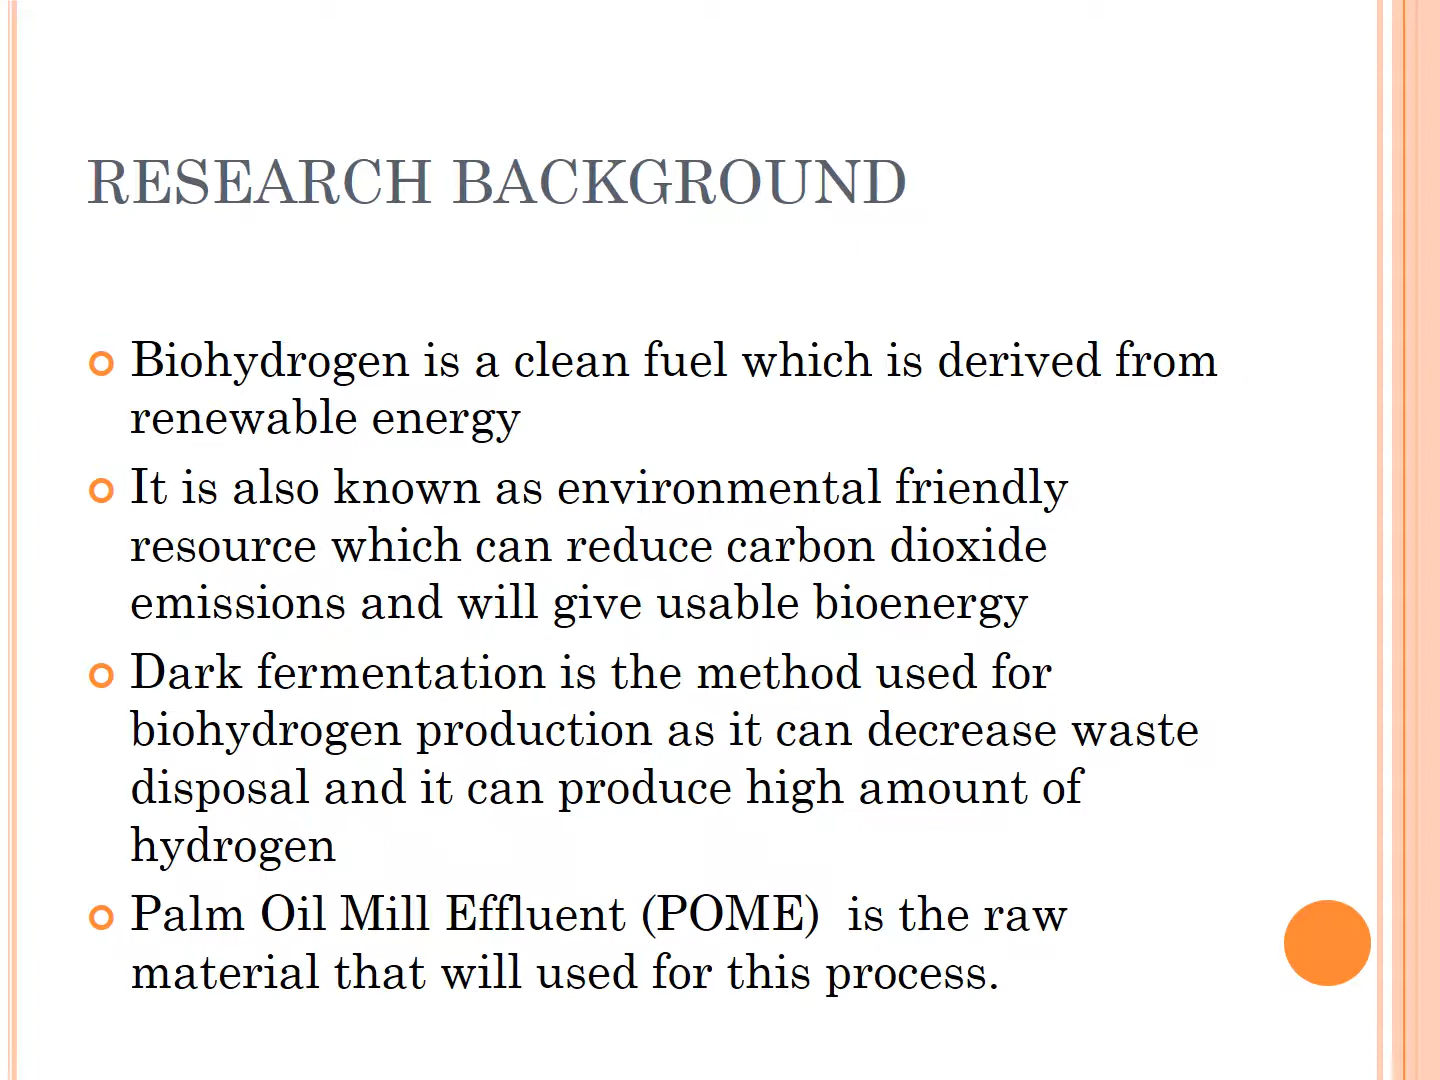 RESEARCH BACKGROUND
Biohydrogen is a clean fuel which is derived from
renewable energy
It is also known as environmental friendly
resource which can reduce carbon dioxide
emissions and will give usable bioenergy
Dark fermentation is the method used for
biohydrogen production as it can decrease waste
disposal and it can produce high amount of
hydrogen
Palm Oil Mill Effluent (POME)  is the raw
material that will used for this process.